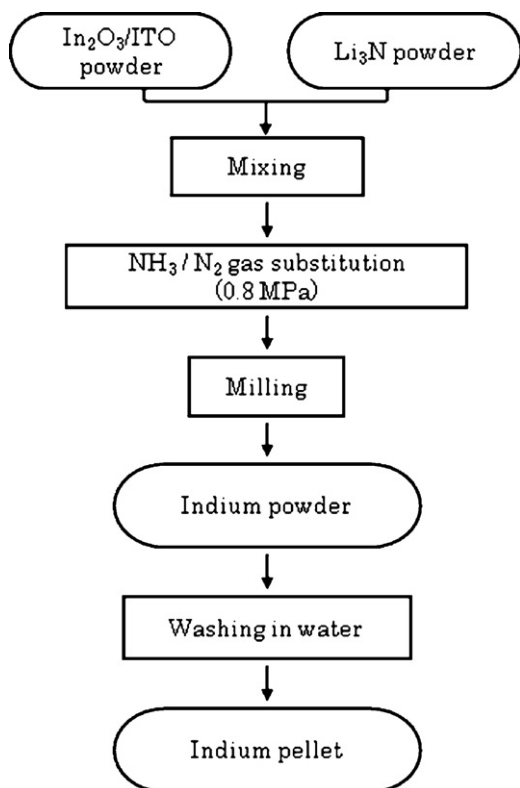 In₂O₃/ITO
powder
Li₃N powder
Mixing
NH₃ / N₂ gas substitution
(0.8 MPa)
Milling
Indium powder
Washing in water
Indium pellet